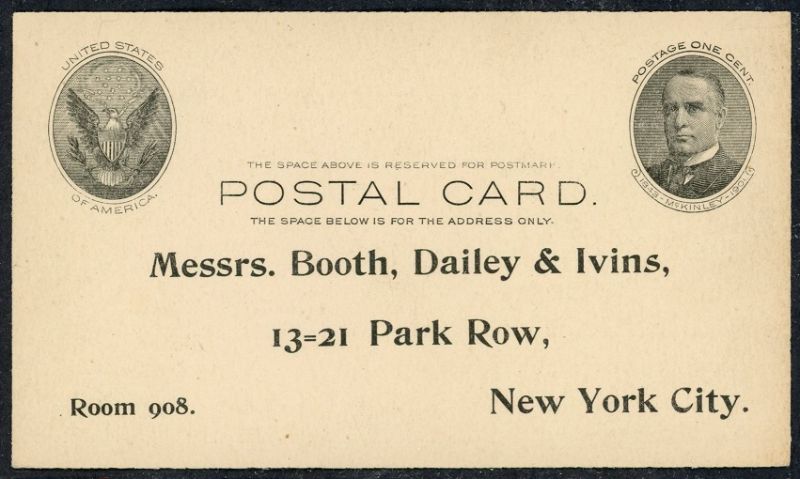 UNITED STATES
OF AMERICA.
POSTAGE ONE CENT.
1843 - McKINLEY - 1901
THE SPACE ABOVE IS RESERVED FOR POSTMARK.
POSTAL CARD.
THE SPACE BELOW IS FOR THE ADDRESS ONLY.
Messrs. Booth, Dailey & Ivins,
13=21 Park Row,
Room 908.
New York City.